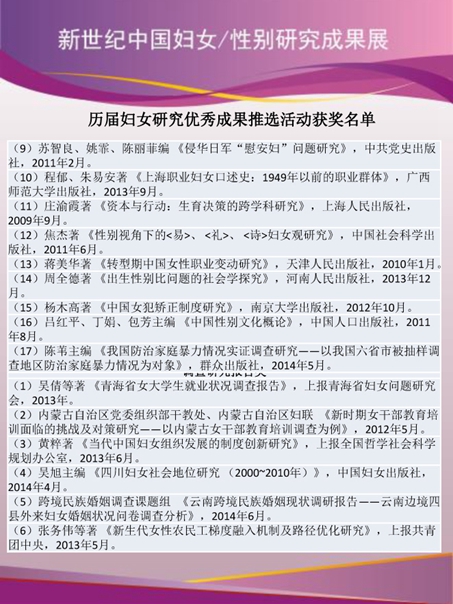 新世纪中国妇女/性别研究成果展
历届妇女研究优秀成果推选活动获奖名单
（9）苏智良、姚霏、陈丽菲编 《侵华日军“慰安妇”问题研究》，中共党史出版
社，2011年2月。
（10）程郁、朱易安著 《上海职业妇女口述史：1949年以前的职业群体》，广西
师范大学出版社，2013年9月。
（11）庄渝霞著 《资本与行动：生育决策的跨学科研究》，上海人民出版社，
2009年9月。
（12）焦杰著 《性别视角下的<易>、<礼>、<诗>妇女观研究》，中国社会科学出
版社，2011年6月。
（13）蒋美华著 《转型期中国女性职业变动研究》，天津人民出版社，2010年1月。
（14）周全德著 《出生性别比问题的社会学探究》，河南人民出版社，2013年12
月。
（15）杨木高著 《中国女犯矫正制度研究》，南京大学出版社，2012年10月。
（16）吕红平、丁娟、包芳主编 《中国性别文化概论》，中国人口出版社，2011
年8月。
（17）陈苇主编 《我国防治家庭暴力情况实证调查研究——以我国六省市被抽样调
查地区防治家庭暴力情况为对象》，群众出版社，2014年5月。
（1）吴倩等著 《青海省女大学生就业状况调查报告》，上报青海省妇女问题研究
会，2013年。
（2）内蒙古自治区党委组织部干教处、内蒙古自治区妇联 《新时期女干部教育培
训面临的挑战及对策研究——以内蒙古女干部教育培训调查为例》，2012年5月。
（3）黄粹著 《当代中国妇女组织发展的制度创新研究》，上报全国哲学社会科学
规划办公室，2013年6月。
（4）吴旭主编 《四川妇女社会地位研究 （2000~2010年）》，中国妇女出版社，
2014年4月。
（5）跨境民族婚姻调查课题组 《云南跨境民族婚姻现状调研报告——云南边境四
县外来妇女婚姻状况问卷调查分析》，2014年6月。
（6）张务伟等著 《新生代女性农民工梯度融入机制及路径优化研究》，上报共青
团中央，2013年5月。